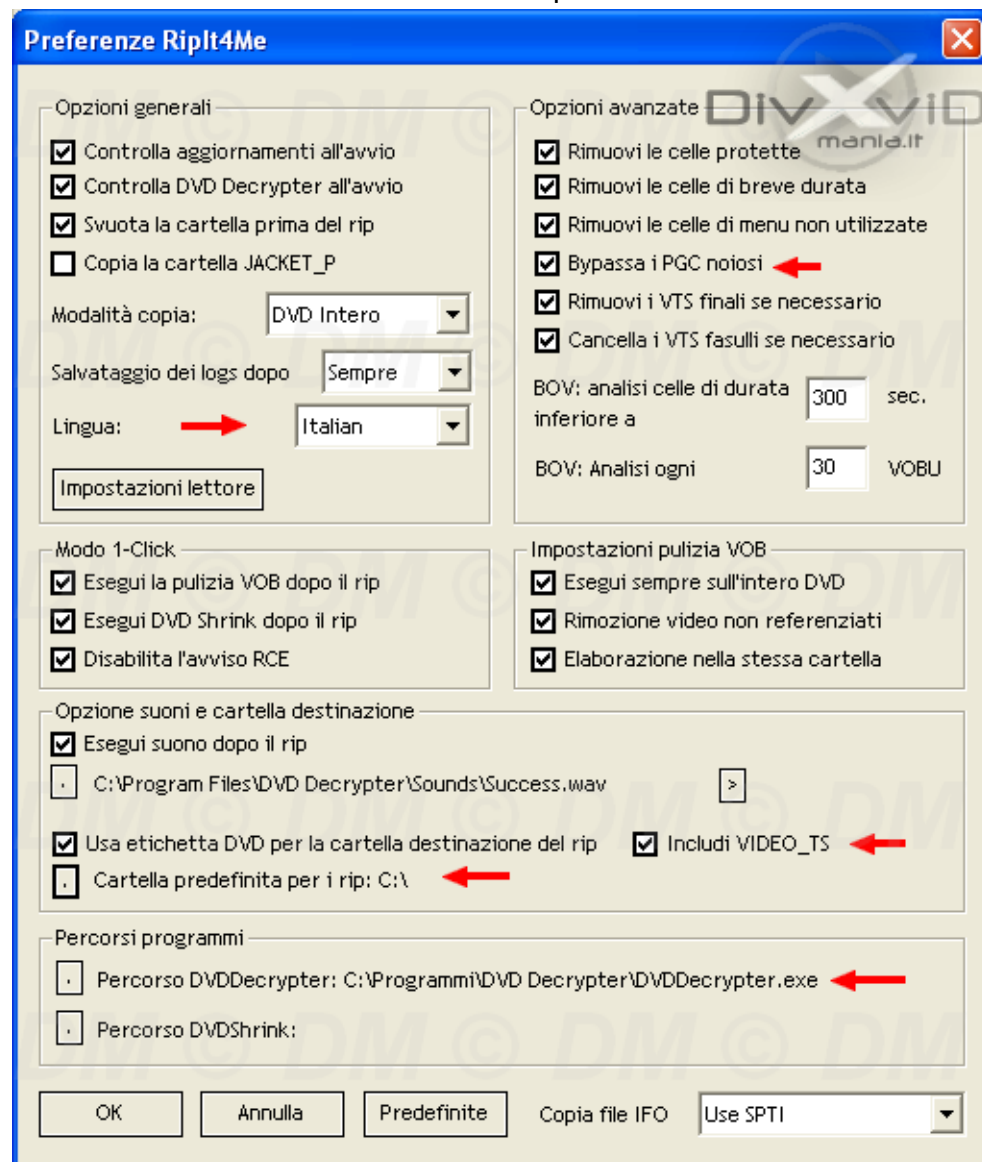 Preferenze RipIt4Me
DivXviD
mania.it
Opzioni generali
Controlla aggiornamenti all'avvio
Controlla DVD Decrypter all'avvio
Svuota la cartella prima del rip
Copia la cartella JACKET_P
Modalità copia: DVD Intero
Salvataggio dei logs dopo Sempre
Lingua: Italian
Impostazioni lettore
Opzioni avanzate
Rimuovi le celle protette
Rimuovi le celle di breve durata
Rimuovi le celle di menu non utilizzate
Bypassa i PGC noiosi
Rimuovi i VTS finali se necessario
Cancella i VTS fasulli se necessario
BOV: analisi celle di durata
inferiore a 300 sec.
BOV: Analisi ogni 30 VOBU
Modo 1-Click
Esegui la pulizia VOB dopo il rip
Esegui DVD Shrink dopo il rip
Disabilita l'avviso RCE
Impostazioni pulizia VOB
Esegui sempre sull'intero DVD
Rimozione video non referenziati
Elaborazione nella stessa cartella
Opzione suoni e cartella destinazione
Esegui suono dopo il rip
. C:\Program Files\DVD Decrypter\Sounds\Success.wav >
Usa etichetta DVD per la cartella destinazione del rip Includi VIDEO_TS
. Cartella predefinita per i rip: C:\
Percorsi programmi
. Percorso DVDDecrypter: C:\Programmi\DVD Decrypter\DVDDecrypter.exe
. Percorso DVDShrink:
OK Annulla Predefinite Copia file IFO Use SPTI
DM © DM © DM © DM